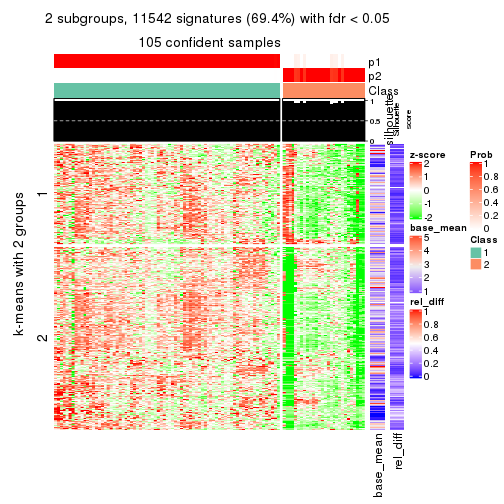 2 subgroups, 11542 signatures (69.4%) with fdr < 0.05
105 confident samples
p1
p2
Class
1
0.5
0
silhouette
Silhouette
score
k-means with 2 groups
1
2
base_mean
rel_diff
z-score
2
1
0
-1
-2
base_mean
5
4
3
2
1
rel_diff
1
0.8
0.6
0.4
0.2
0
Prob
1
0.8
0.6
0.4
0.2
0
Class
1
2